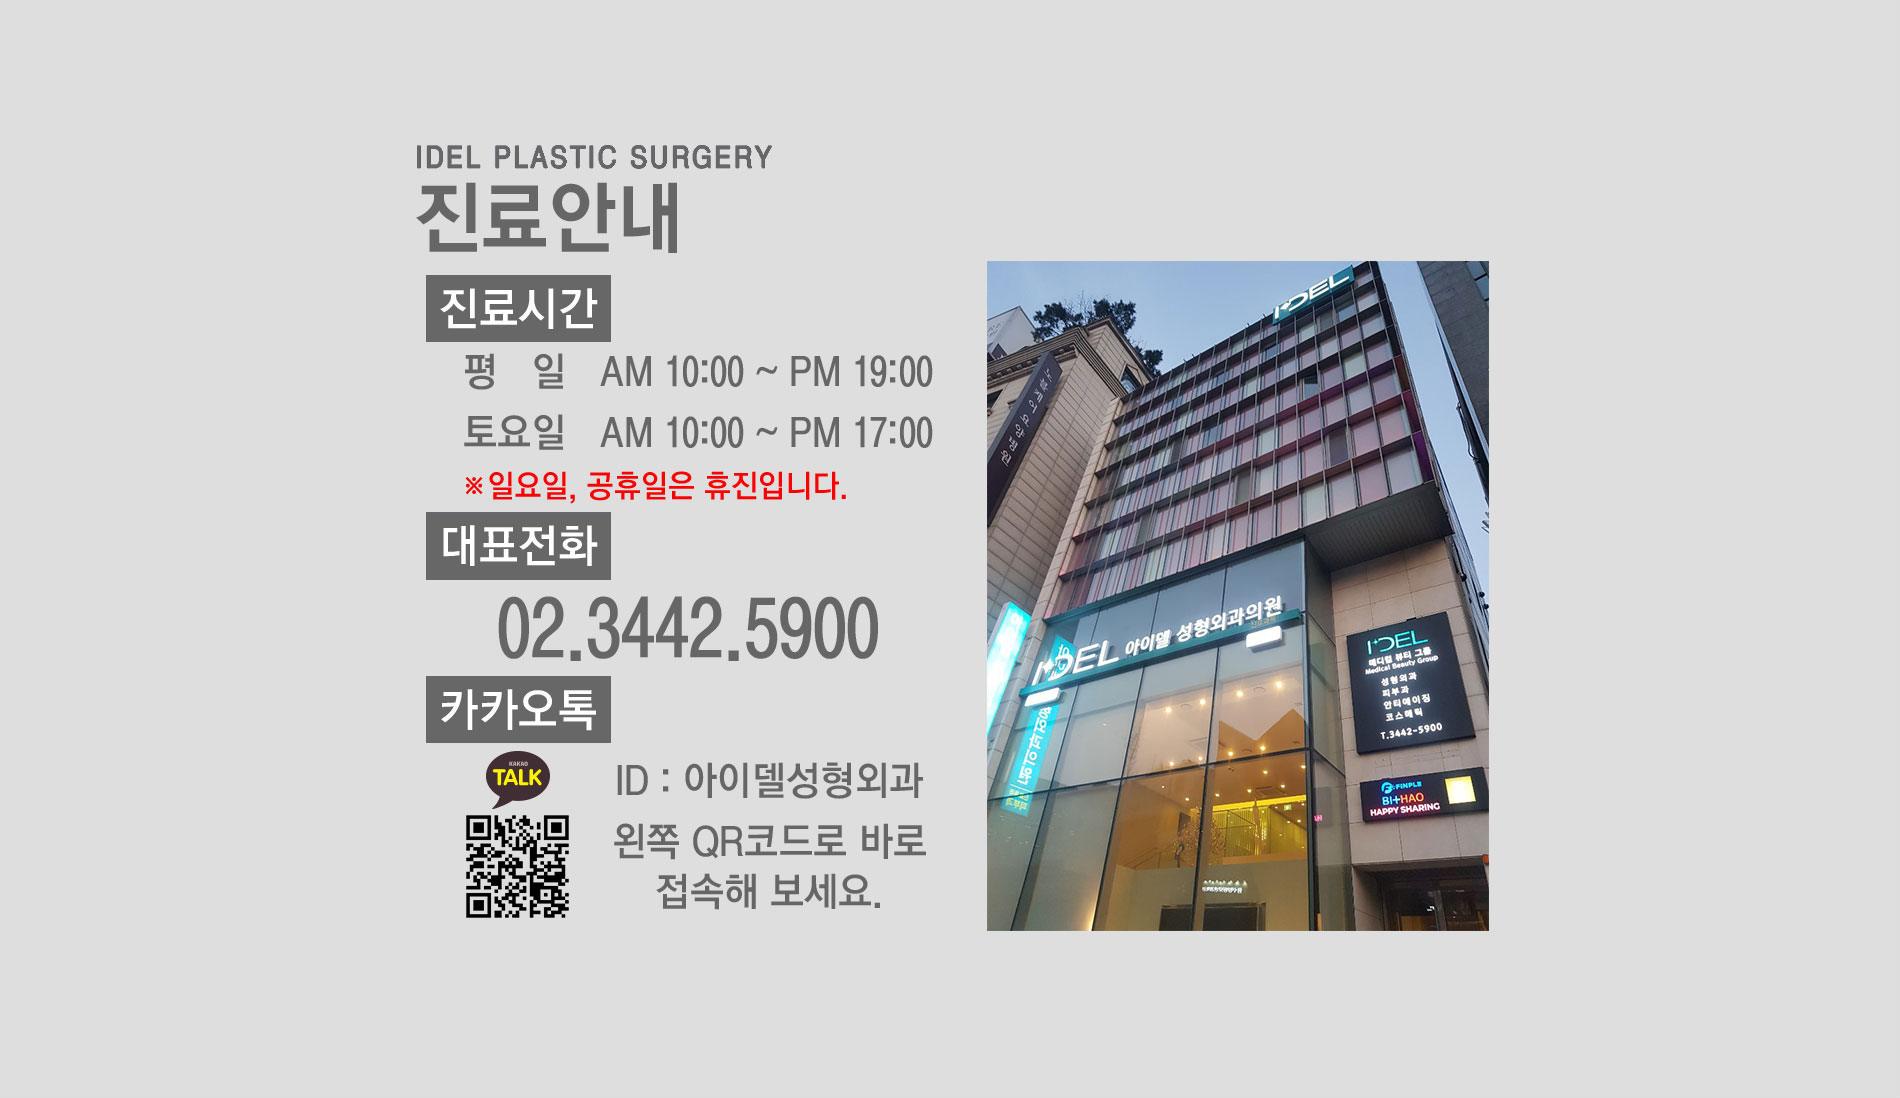 IDEL PLASTIC SURGERY
진료안내
진료시간
평 일 AM 10:00 ~ PM 19:00
토요일 AM 10:00 ~ PM 17:00
※일요일, 공휴일은 휴진입니다.
대표전화
02.3442.5900
카카오톡
KAKAO
TALK
ID : 아이델성형외과
왼쪽 QR코드로 바로
접속해 보세요.
IDEL
IDEL 아이델 성형외과의원
IDEL
메디컬 뷰티 그룹
Medical Beauty Group
성형외과
피부과
안티에이징
코스메틱
T.3442-5900
FINPLE
BI+HAO
HAPPY SHARING